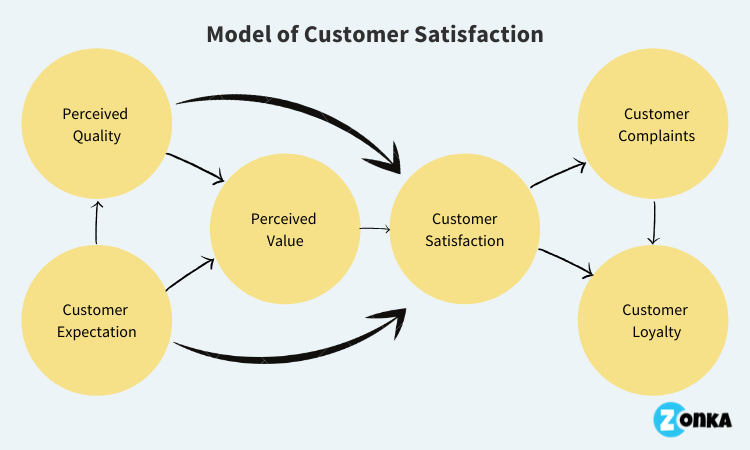 Model of Customer Satisfaction
Perceived
Quality
Customer
Complaints
Perceived
Value
Customer
Satisfaction
Customer
Expectation
Customer
Loyalty
ZONKA